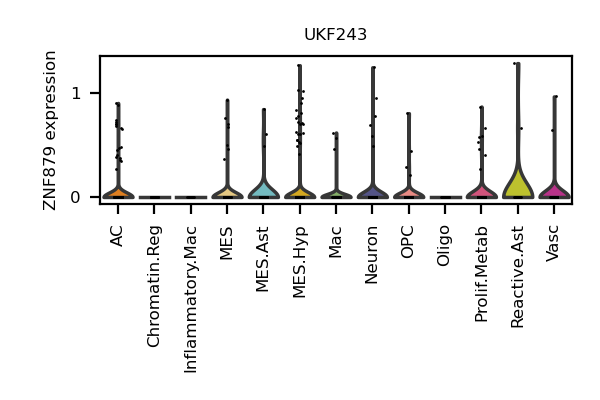 UKF243
ZNF879 expression
1
0
AC
Chromatin.Reg
Inflammatory.Mac
MES
MES.Ast
MES.Hyp
Mac
Neuron
OPC
Oligo
Prolif.Metab
Reactive.Ast
Vasc